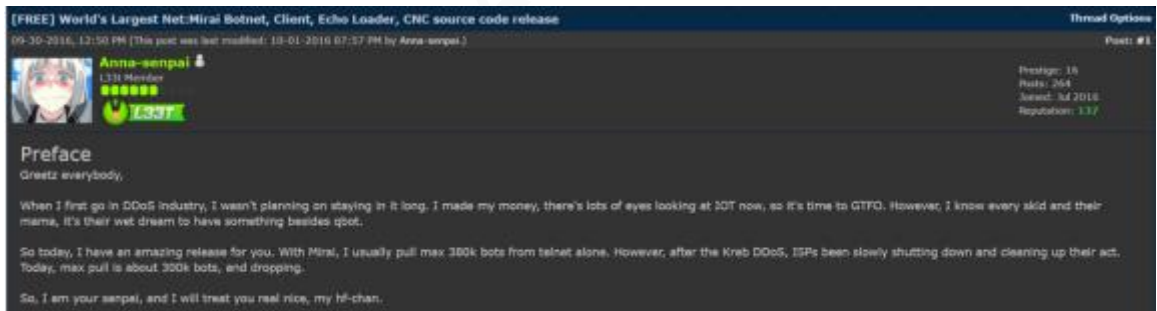 [FREE] World's Largest Net:Mirai Botnet, Client, Echo Loader, CNC source code release
Thread Options
09-30-2016, 12:50 PM (This post was last modified: 10-01-2016 07:57 PM by Anna-senpai.)
Post: #1
Anna-senpai
L33t Member
L33T
Prestige: 16
Posts: 264
Joined: Jul 2016
Reputation: 137
Preface
Greetz everybody,
When I first go in DDoS industry, I wasn't planning on staying in it long. I made my money, there's lots of eyes looking at IOT now, so it's time to GTFO. However, I know every skid and their
mama, it's their wet dream to have something besides qbot.
So today, I have an amazing release for you. With Mirai, I usually pull max 380k bots from telnet alone. However, after the Kreb DDoS, ISPs been slowly shutting down and cleaning up their act.
Today, max pull is about 300k bots, and dropping.
So, I am your senpai, and I will treat you real nice, my hf-chan.